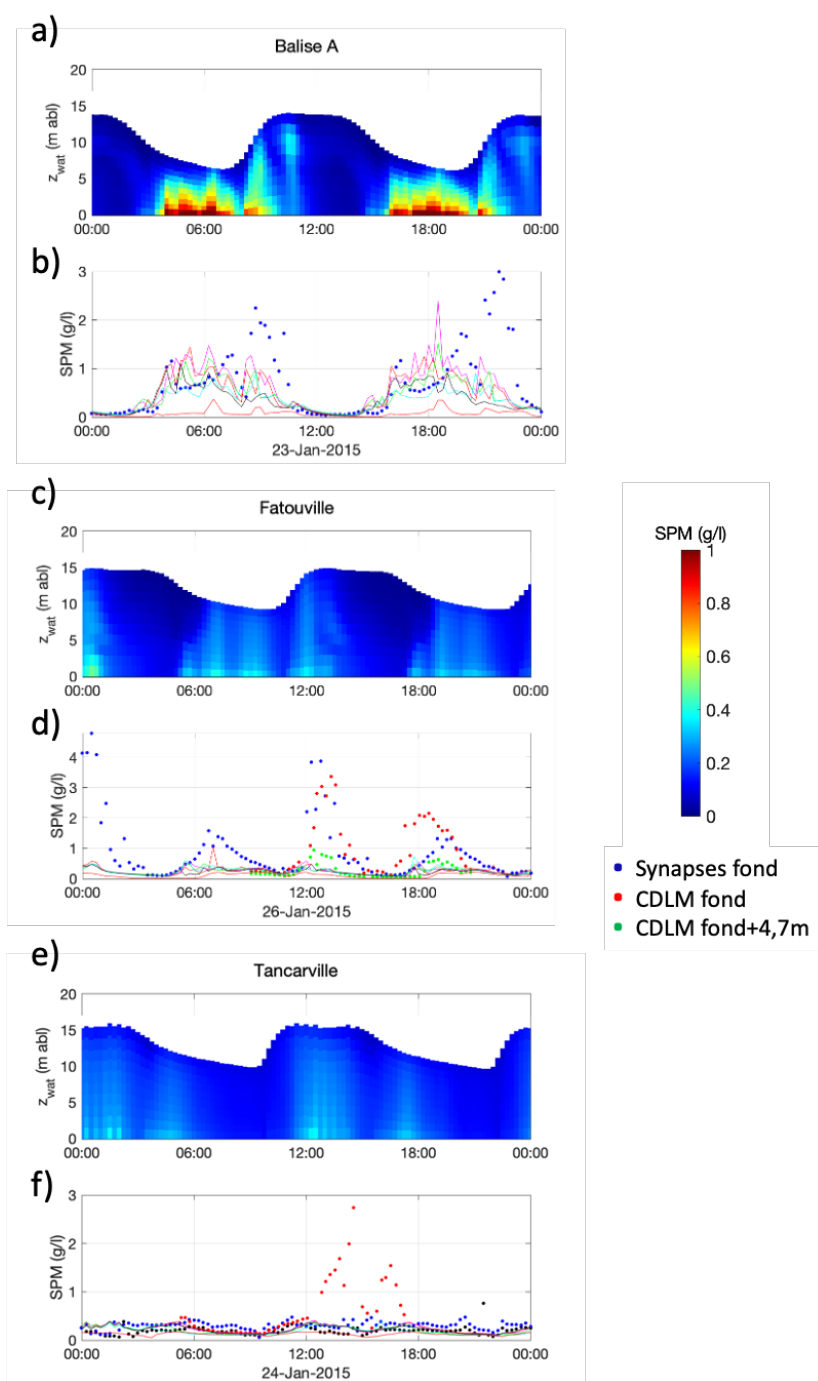 a)
Balise A
20
15
10
5
0
z_wat (m abl)
00:00 06:00 12:00 18:00 00:00
b)
3
2
1
0
SPM (g/l)
00:00 06:00 12:00 18:00 00:00
23-Jan-2015
c)
Fatouville
20
15
10
5
0
z_wat (m abl)
00:00 06:00 12:00 18:00 00:00
d)
4
3
2
1
0
SPM (g/l)
00:00 06:00 12:00 18:00 00:00
26-Jan-2015
SPM (g/l)
1
0.8
0.6
0.4
0.2
0
Synapses fond
CDLM fond
CDLM fond+4,7m
e)
Tancarville
20
15
10
5
0
z_wat (m abl)
00:00 06:00 12:00 18:00 00:00
f)
3
2
1
0
SPM (g/l)
00:00 06:00 12:00 18:00 00:00
24-Jan-2015